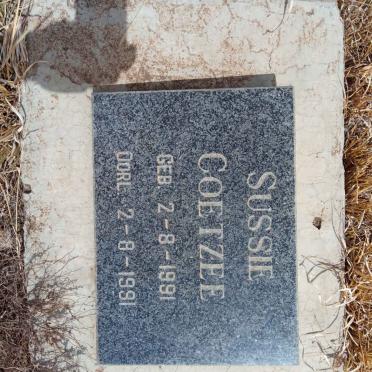 SUSSIE
COETZEE
GEB 2-8-1991
OORL 2-8-1991